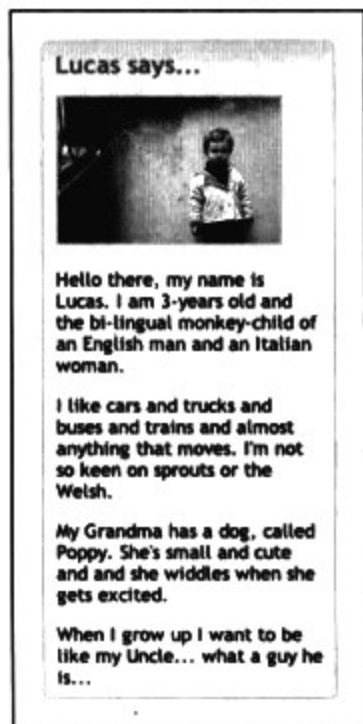 Lucas says...
Hello there, my name is
Lucas. I am 3-years old and
the bi-lingual monkey-child of
an English man and an Italian
woman.
I like cars and trucks and
buses and trains and almost
anything that moves. I'm not
so keen on sprouts or the
Welsh.
My Grandma has a dog, called
Poppy. She's small and cute
and and she widdles when she
gets excited.
When I grow up I want to be
like my Uncle... what a guy he
is...